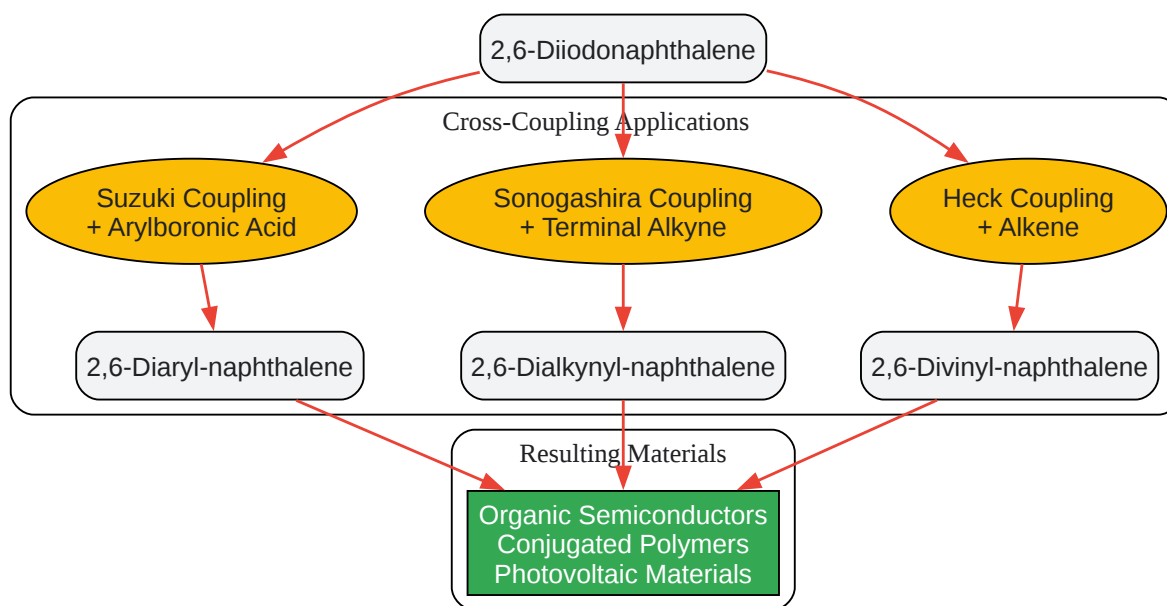 2,6-Diiodonaphthalene
Cross-Coupling Applications
Suzuki Coupling
+ Arylboronic Acid
Sonogashira Coupling
+ Terminal Alkyne
Heck Coupling
+ Alkene
2,6-Diaryl-naphthalene
2,6-Dialkynyl-naphthalene
2,6-Divinyl-naphthalene
Resulting Materials
Organic Semiconductors
Conjugated Polymers
Photovoltaic Materials